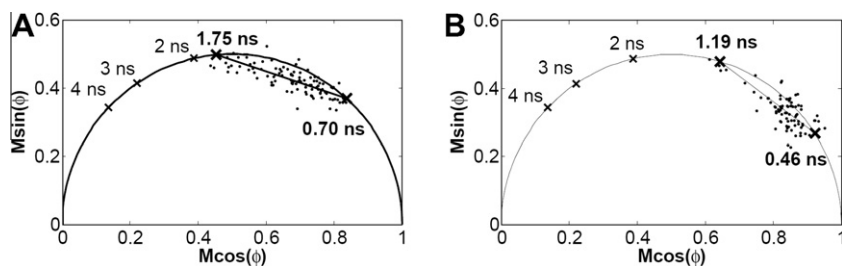 A
0.6
0.4
0.2
0
Msin(ϕ)
4 ns
3 ns
2 ns
1.75 ns
0.70 ns
0 0.2 0.4 0.6 0.8 1
Mcos(ϕ)
B
0.6
0.4
0.2
0
Msin(ϕ)
4 ns
3 ns
2 ns
1.19 ns
0.46 ns
0 0.2 0.4 0.6 0.8 1
Mcos(ϕ)